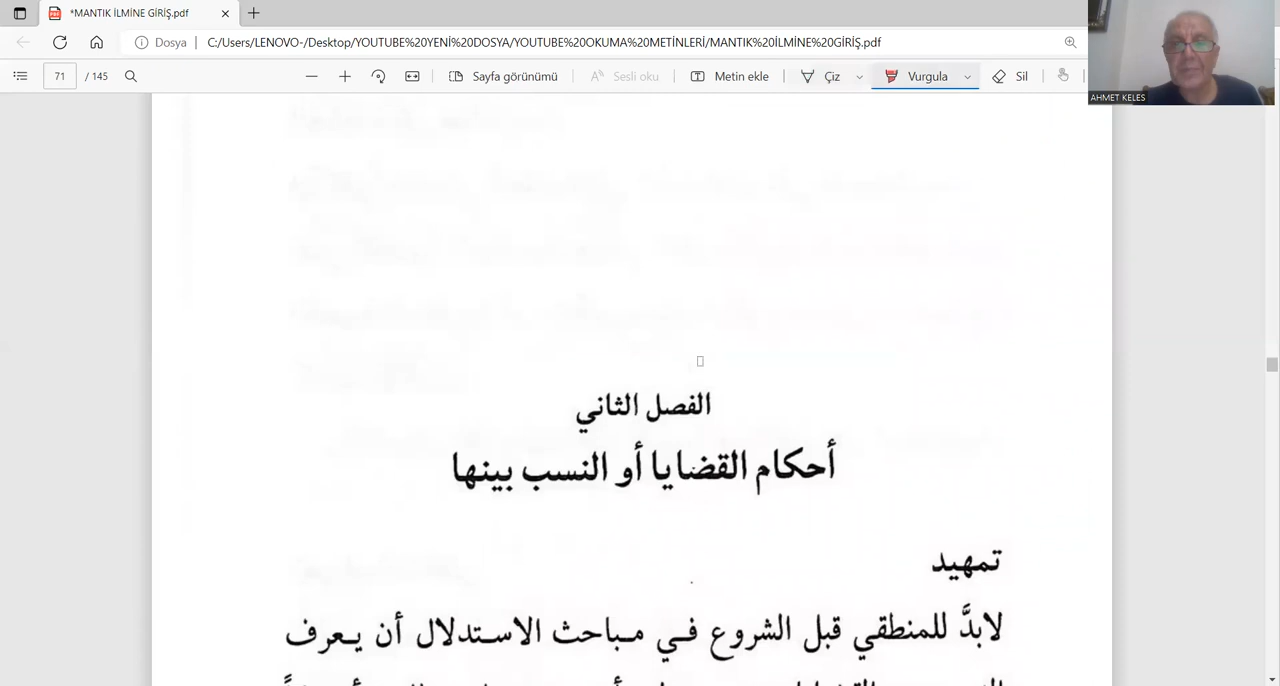 *MANTIK İLMİNE GİRİŞ.pdf
Dosya
C:/Users/LENOVO-/Desktop/YOUTUBE%20YENİ%20DOSYA/YOUTUBE%20OKUMA%20METİNLERİ/MANTIK%20İLMİNE%20GİRİŞ.pdf
71 / 145
Sayfa görünümü
Sesli oku
Metin ekle
Çiz
Vurgula
Sil
AHMET KELES
الفصل الثاني
أحكام القضايا أو النسب بينها
تمهيد
لابدَّ للمنطقي قبل الشروع في مباحث الاستدلال أن يعرف